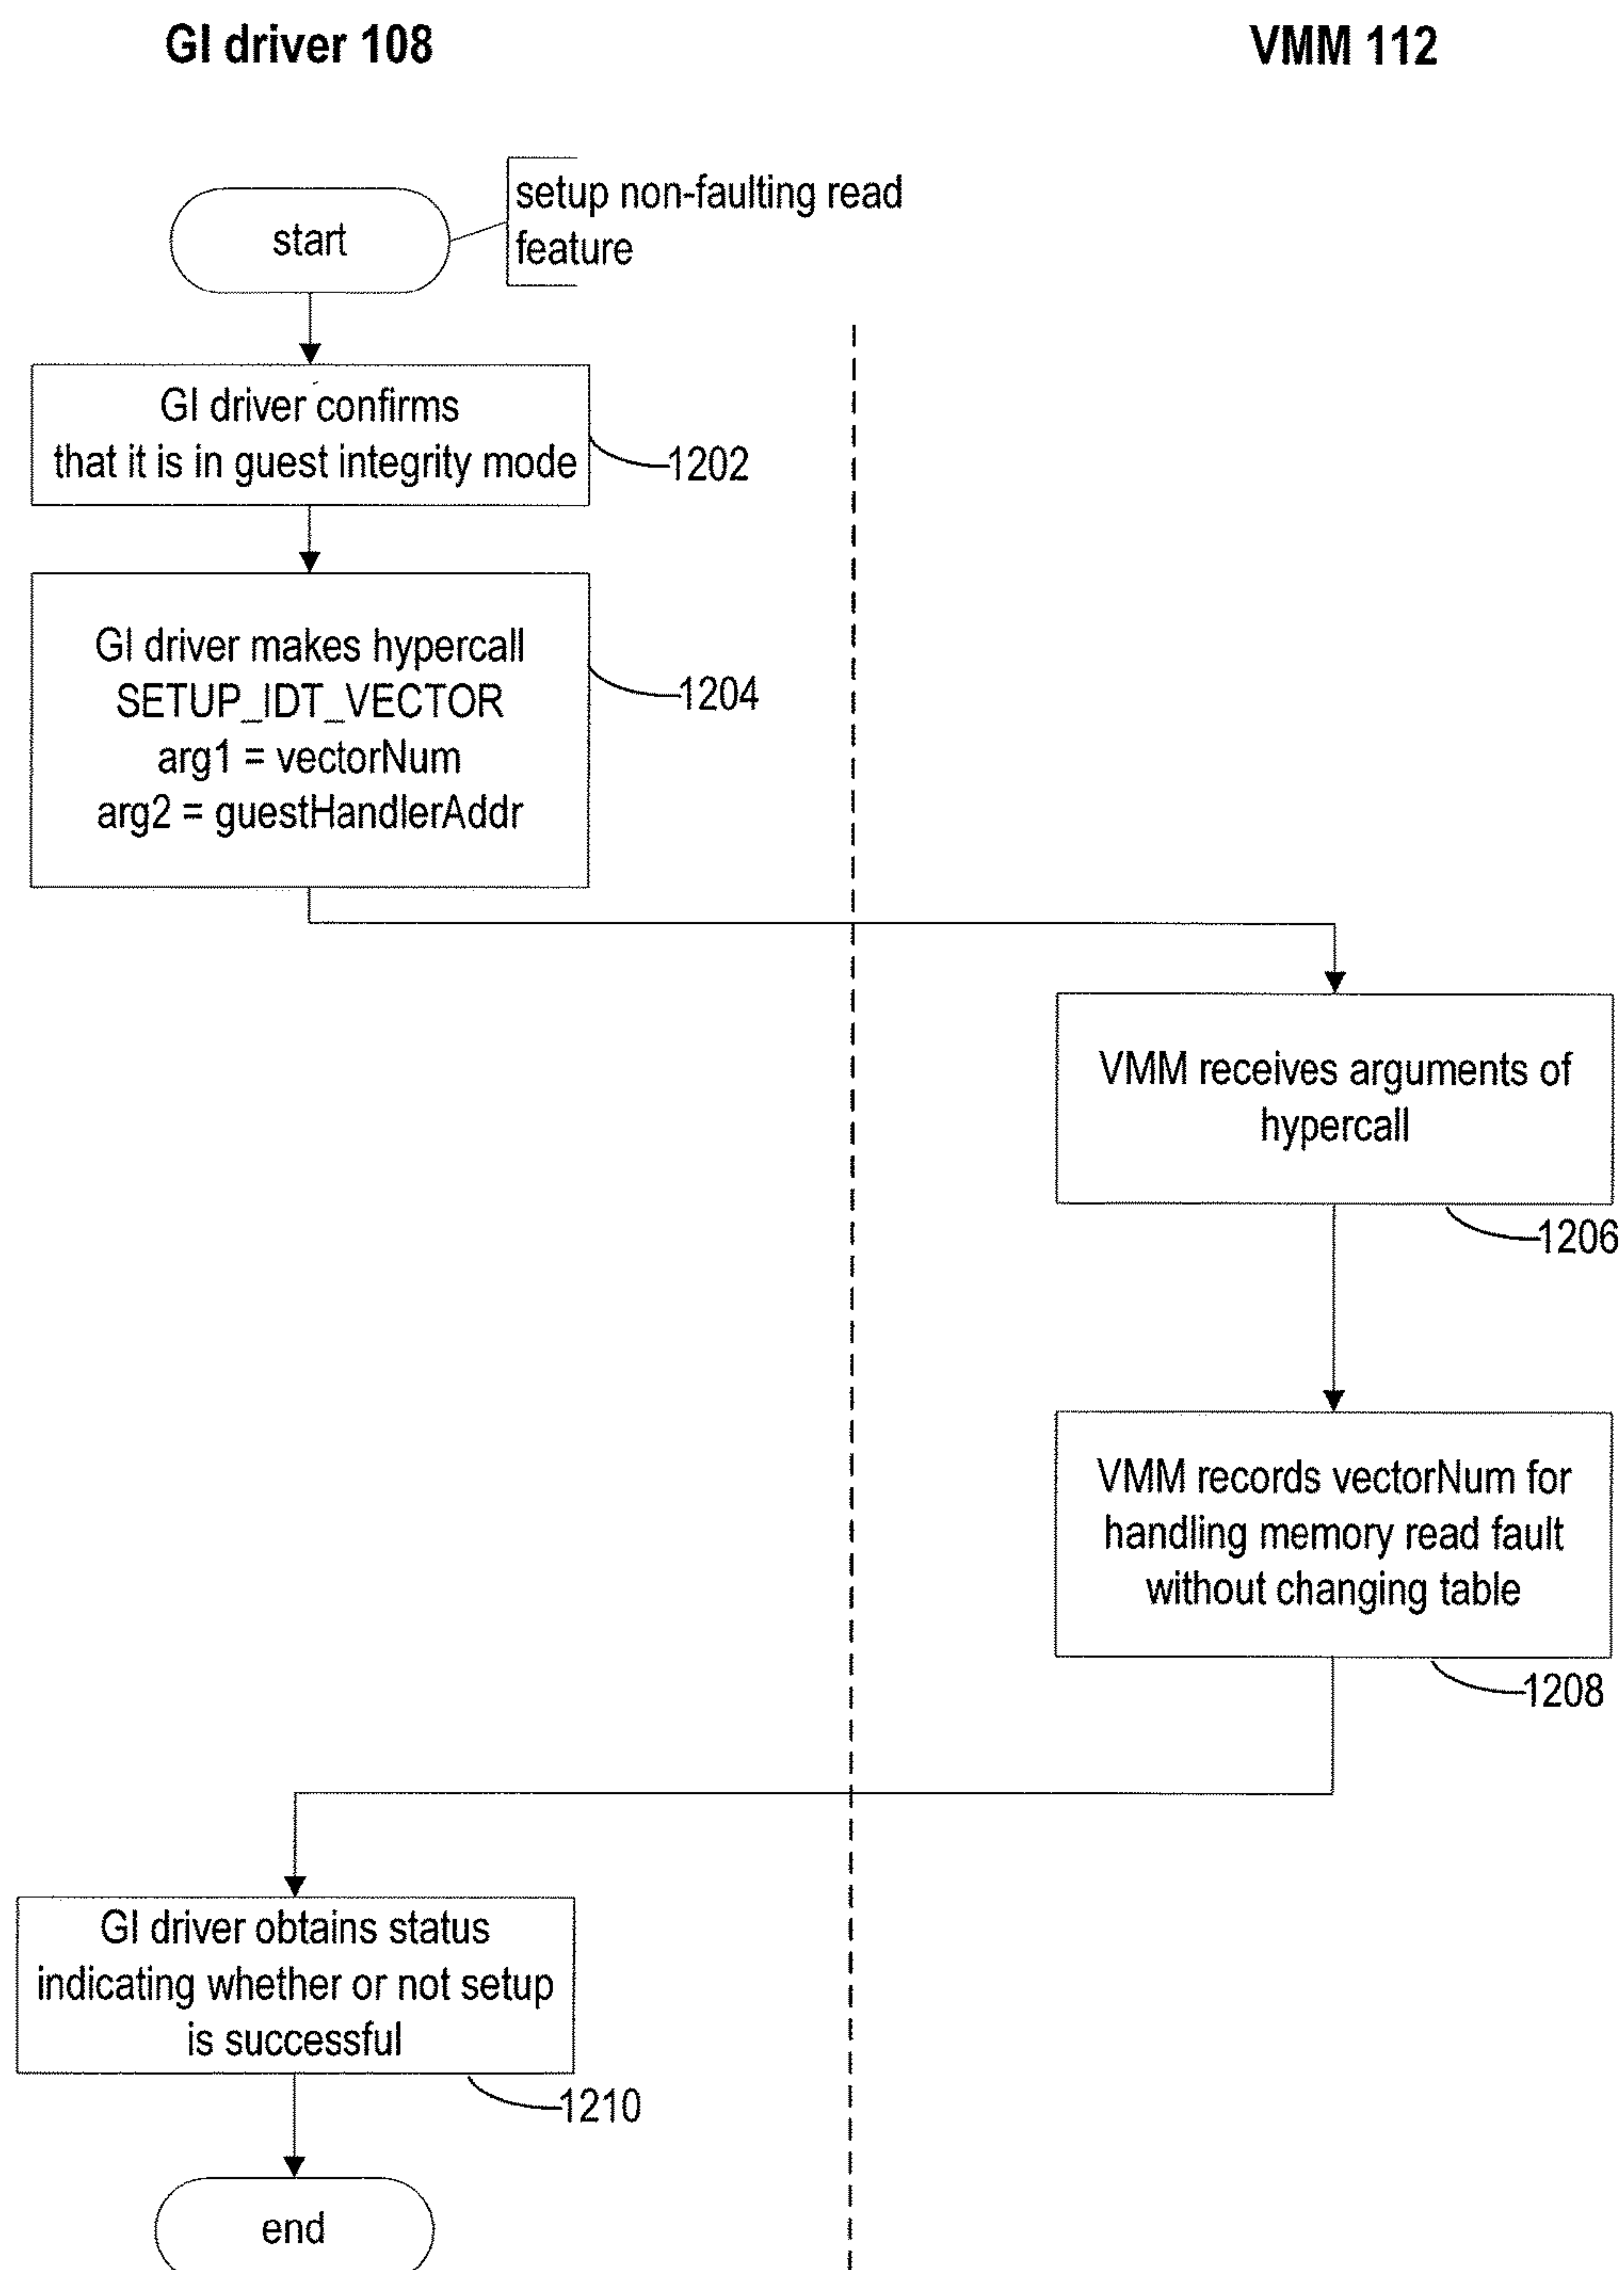 GI driver 108
VMM 112
start
setup non-faulting read
feature
GI driver confirms
that it is in guest integrity mode
1202
GI driver makes hypercall
SETUP_IDT_VECTOR
arg1 = vectorNum
arg2 = guestHandlerAddr
1204
VMM receives arguments of
hypercall
1206
VMM records vectorNum for
handling memory read fault
without changing table
1208
GI driver obtains status
indicating whether or not setup
is successful
1210
end